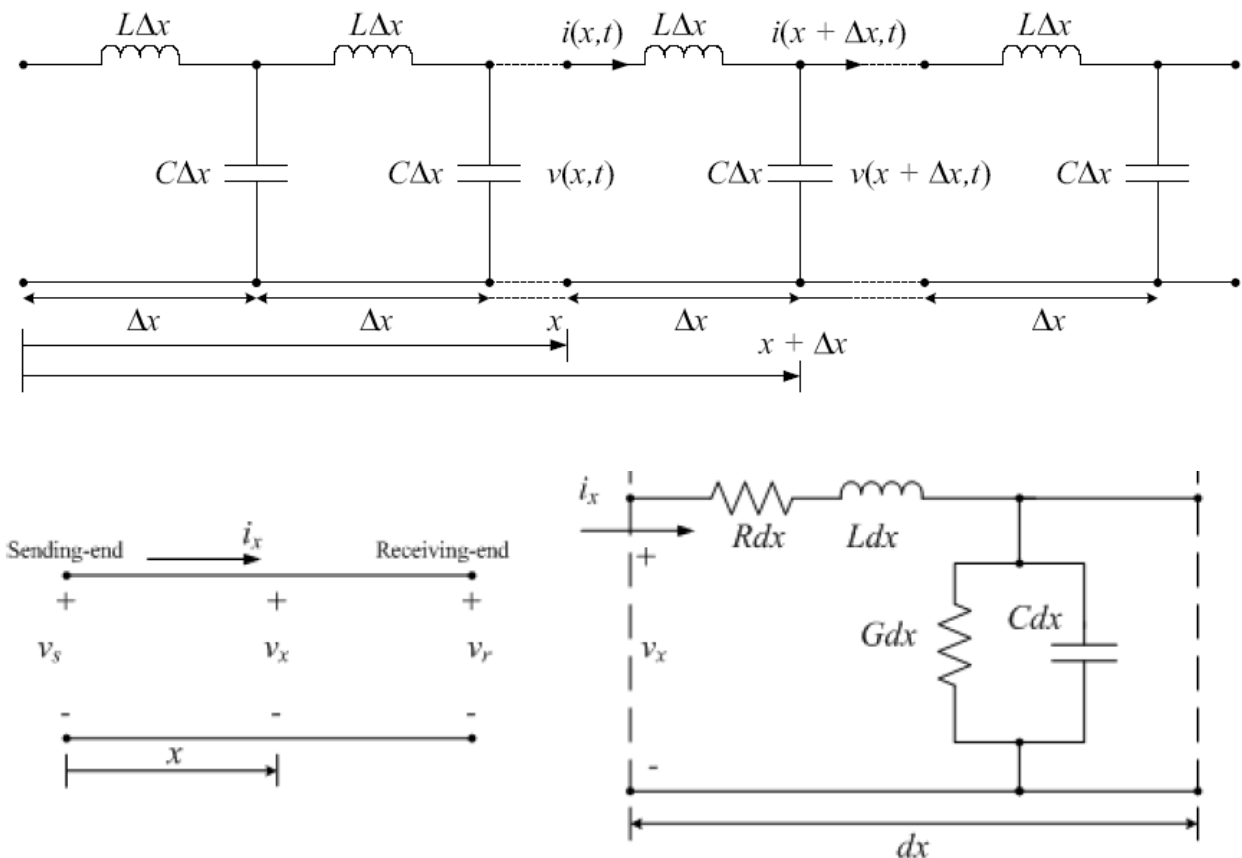 LΔx LΔx i(x,t) LΔx i(x + Δx,t) LΔx
CΔx CΔx v(x,t) CΔx v(x + Δx,t) CΔx
Δx Δx x Δx Δx
x + Δx
Sending-end i_x Receiving-end
+ + +
v_s v_x v_r
- - -
x
i_x
+ Rdx Ldx
v_x Gdx Cdx
-
dx